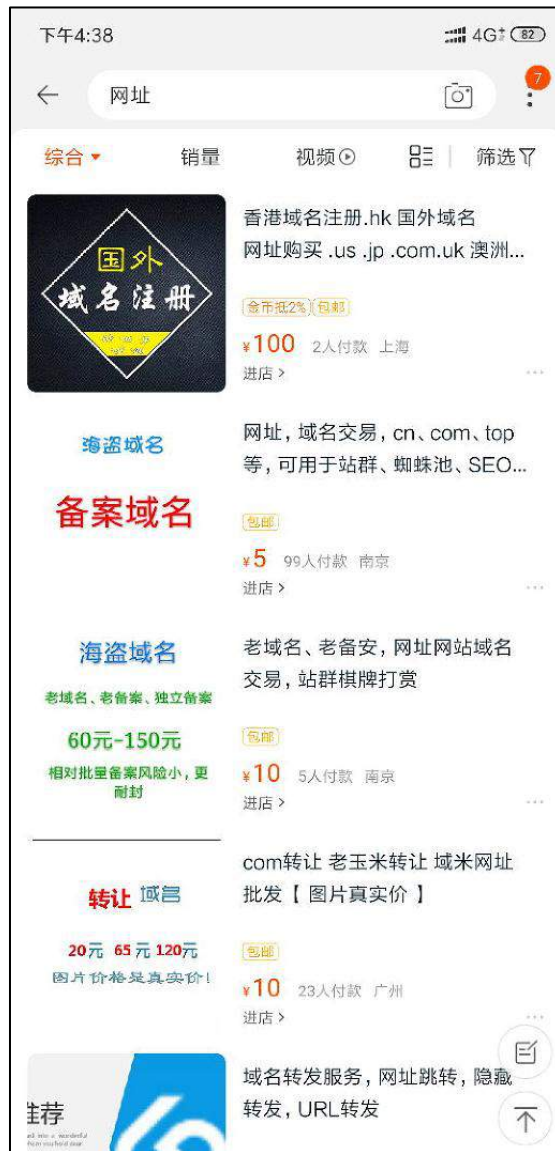 下午4:38
4G+ 82
网址
7
综合
销量
视频
筛选
国外
域名注册
香港域名注册.hk 国外域名
网址购买 .us .jp .com.uk 澳洲...
金币抵2% 包邮
¥100 2人付款 上海
进店 >
海盗域名
备案域名
网址，域名交易，cn、com、top
等，可用于站群、蜘蛛池、SEO...
包邮
¥5 99人付款 南京
进店 >
海盗域名
老域名、老备案、独立备案
60元-150元
相对批量备案风险小，更
耐封
老域名、老备安，网址网站域名
交易，站群棋牌打赏
包邮
¥10 5人付款 南京
进店 >
转让 域名
20元 65元 120元
图片价格是真实价!
com转让 老玉米转让 域米网址
批发【 图片真实价 】
包邮
¥10 23人付款 广州
进店 >
推荐
域名转发服务，网址跳转，隐藏
转发，URL转发